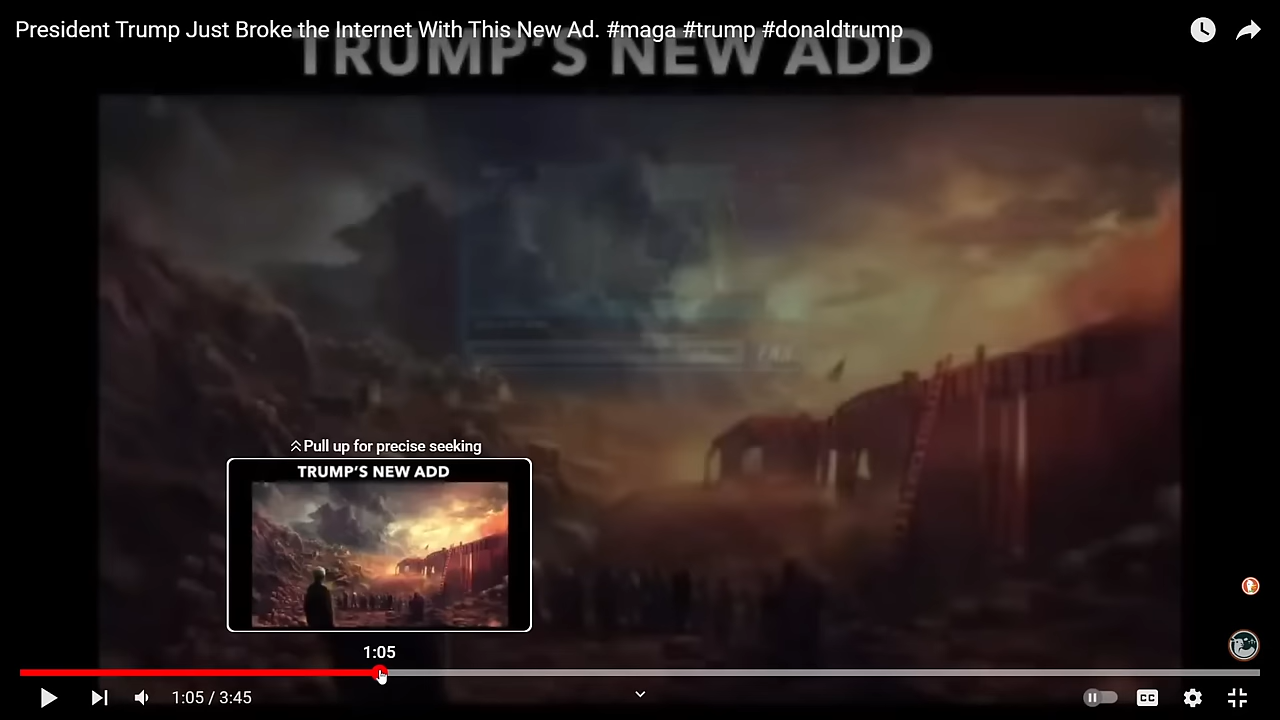 President Trump Just Broke the Internet With This New Ad. #maga #trump #donaldtrump
TRUMP'S NEW ADD
Pull up for precise seeking
TRUMP'S NEW ADD
1:05
1:05 / 3:45
CC